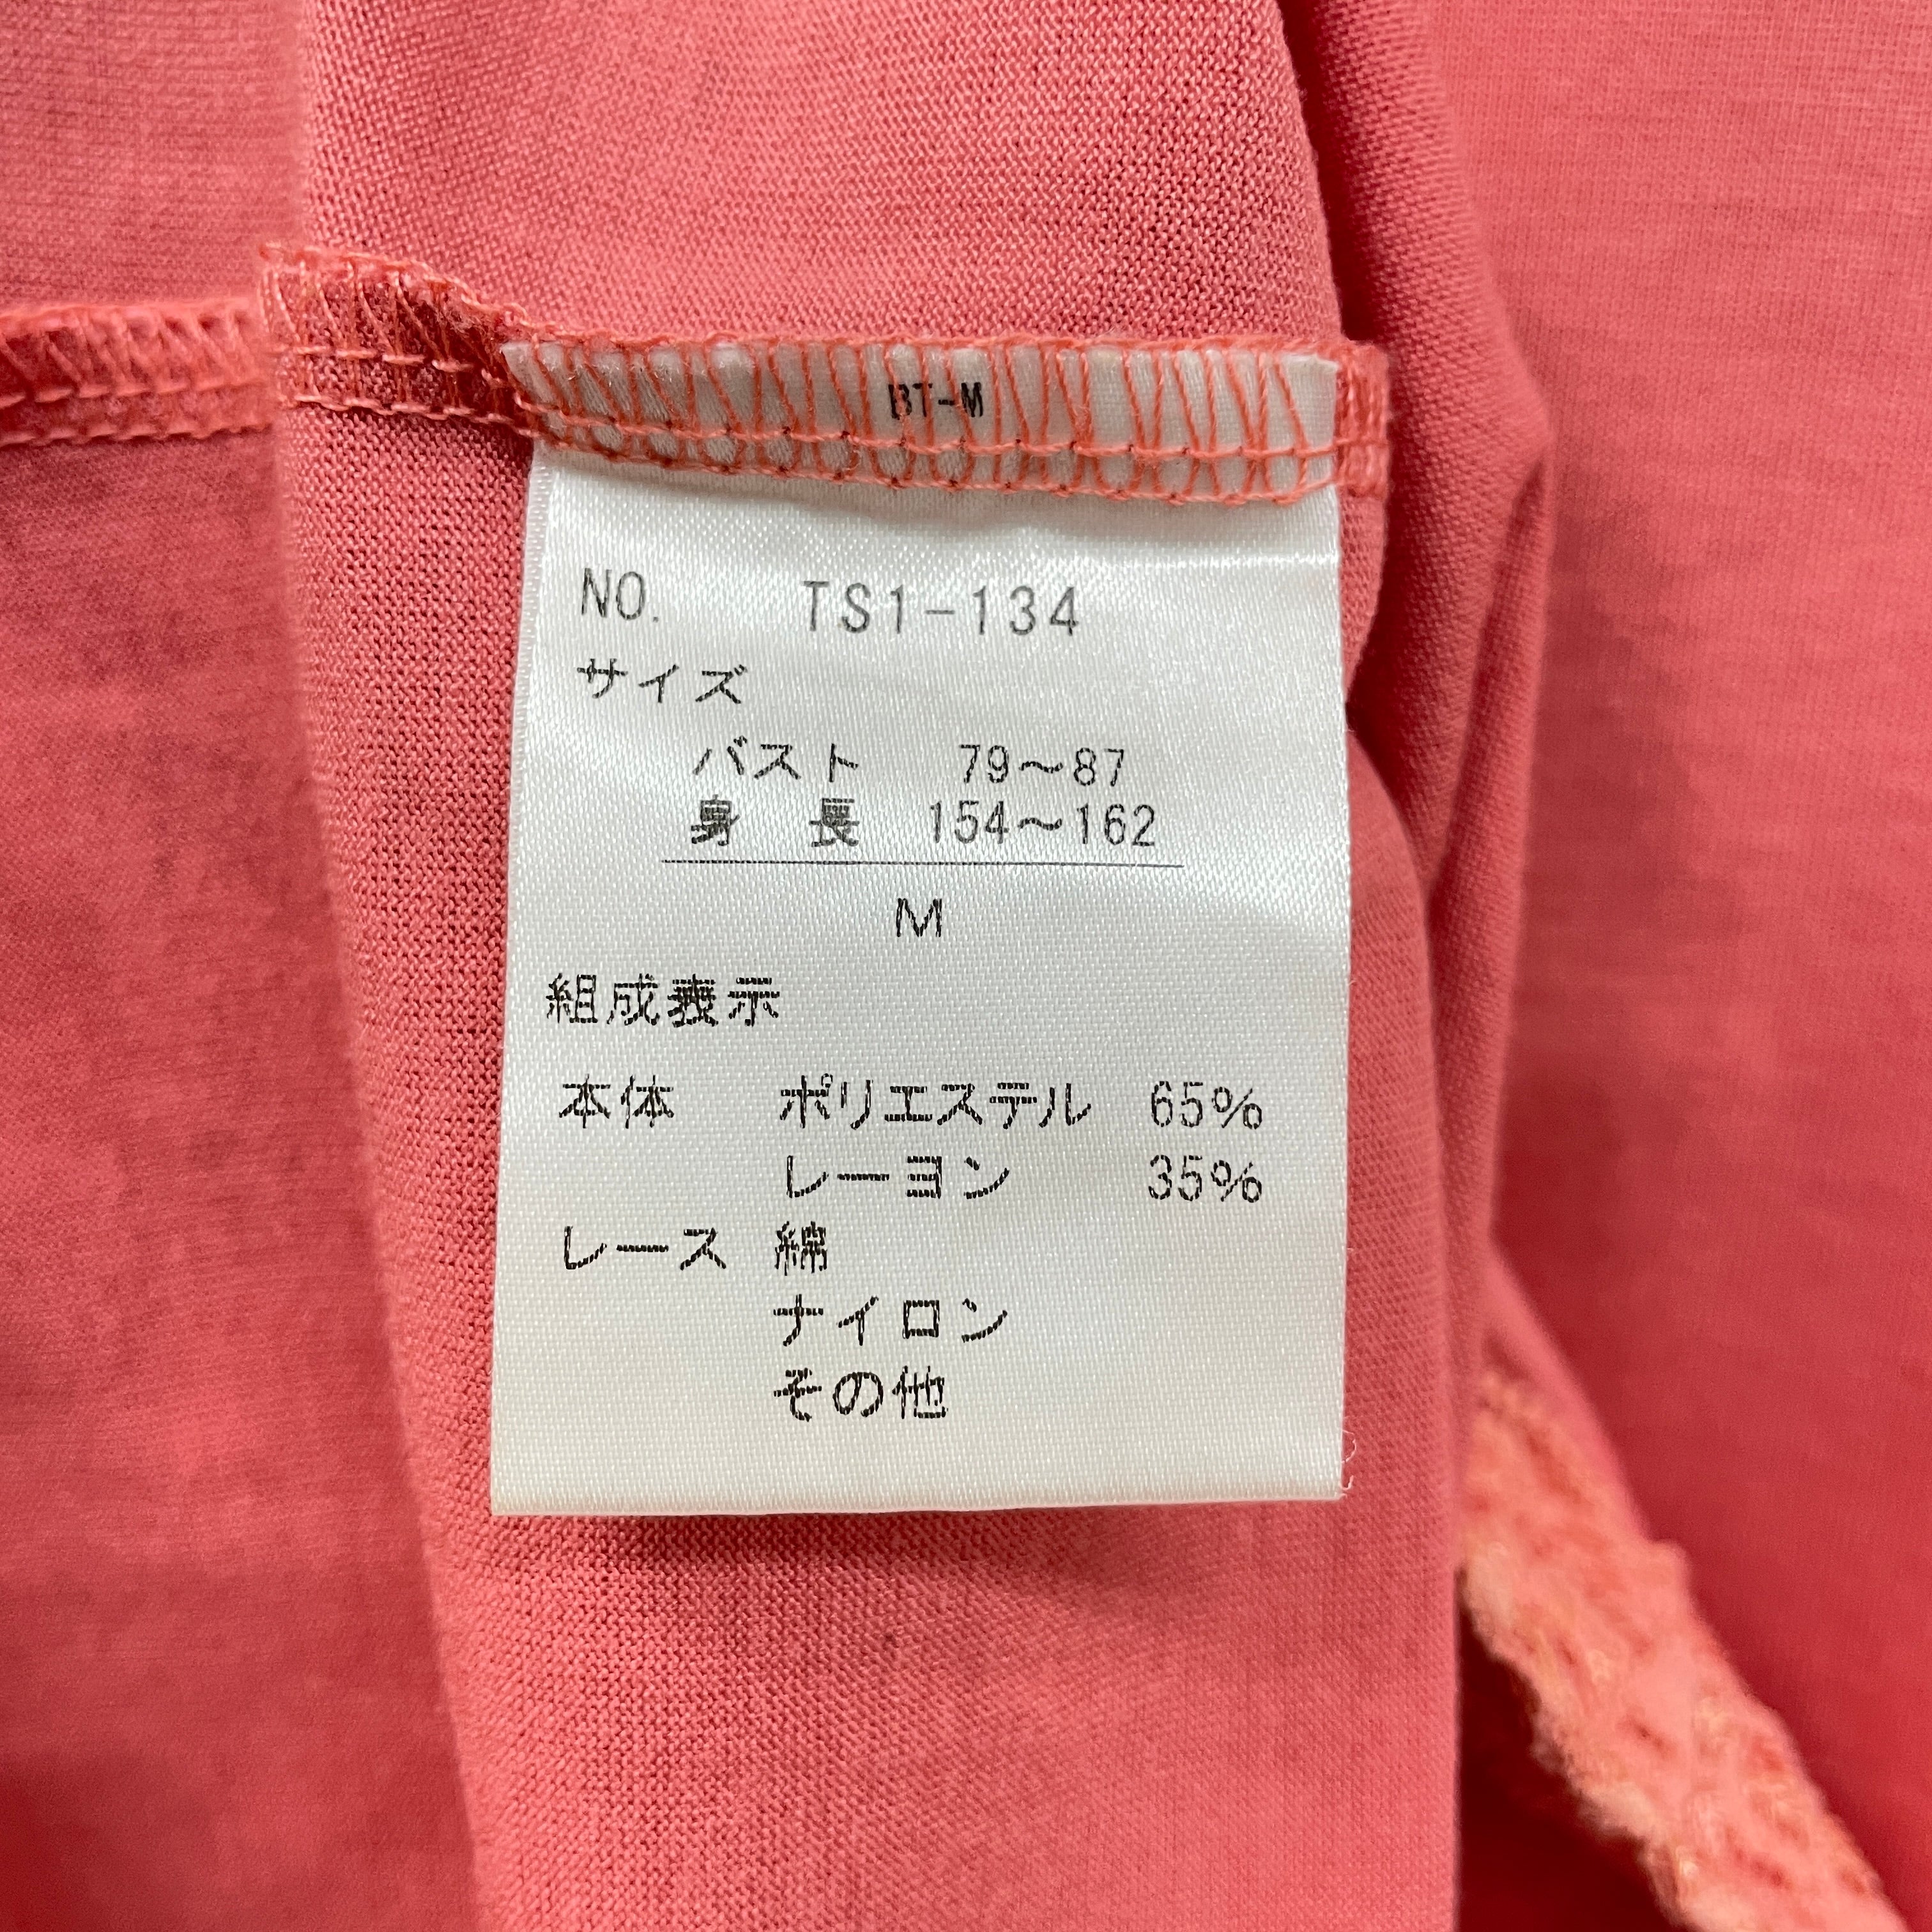 BT-M
NO. TS1-134
サイズ
バスト 79～87
身 長 154～162
M
組成表示
本体 ポリエステル 65%
レーヨン 35%
レース 綿
ナイロン
その他